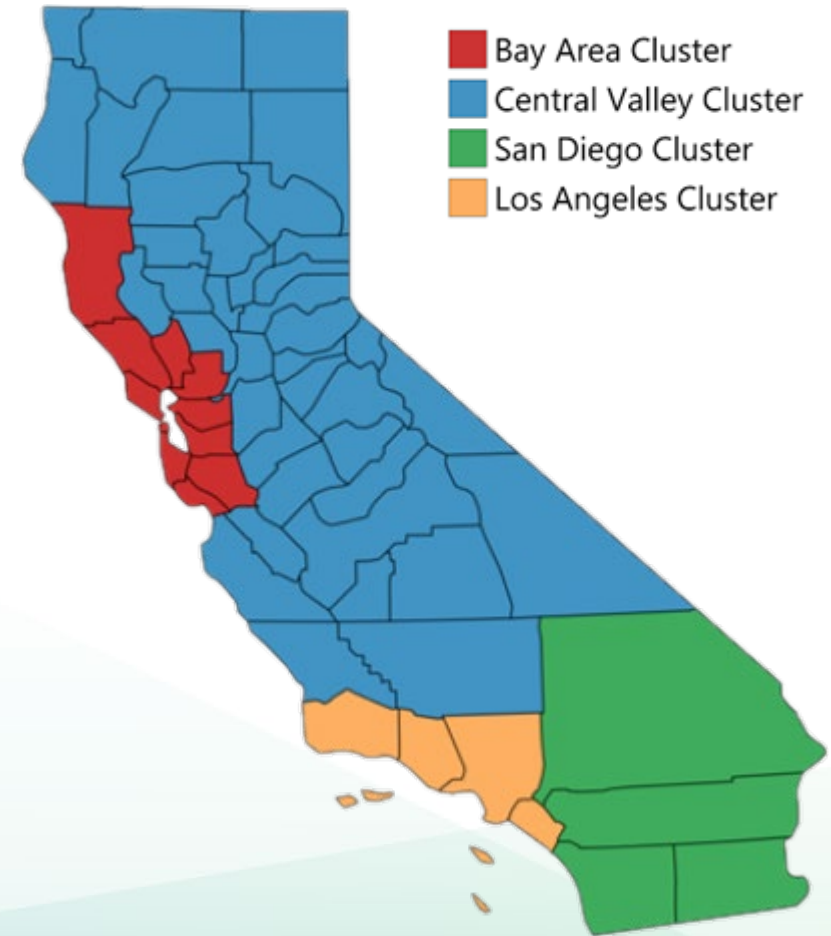 Bay Area Cluster
Central Valley Cluster
San Diego Cluster
Los Angeles Cluster